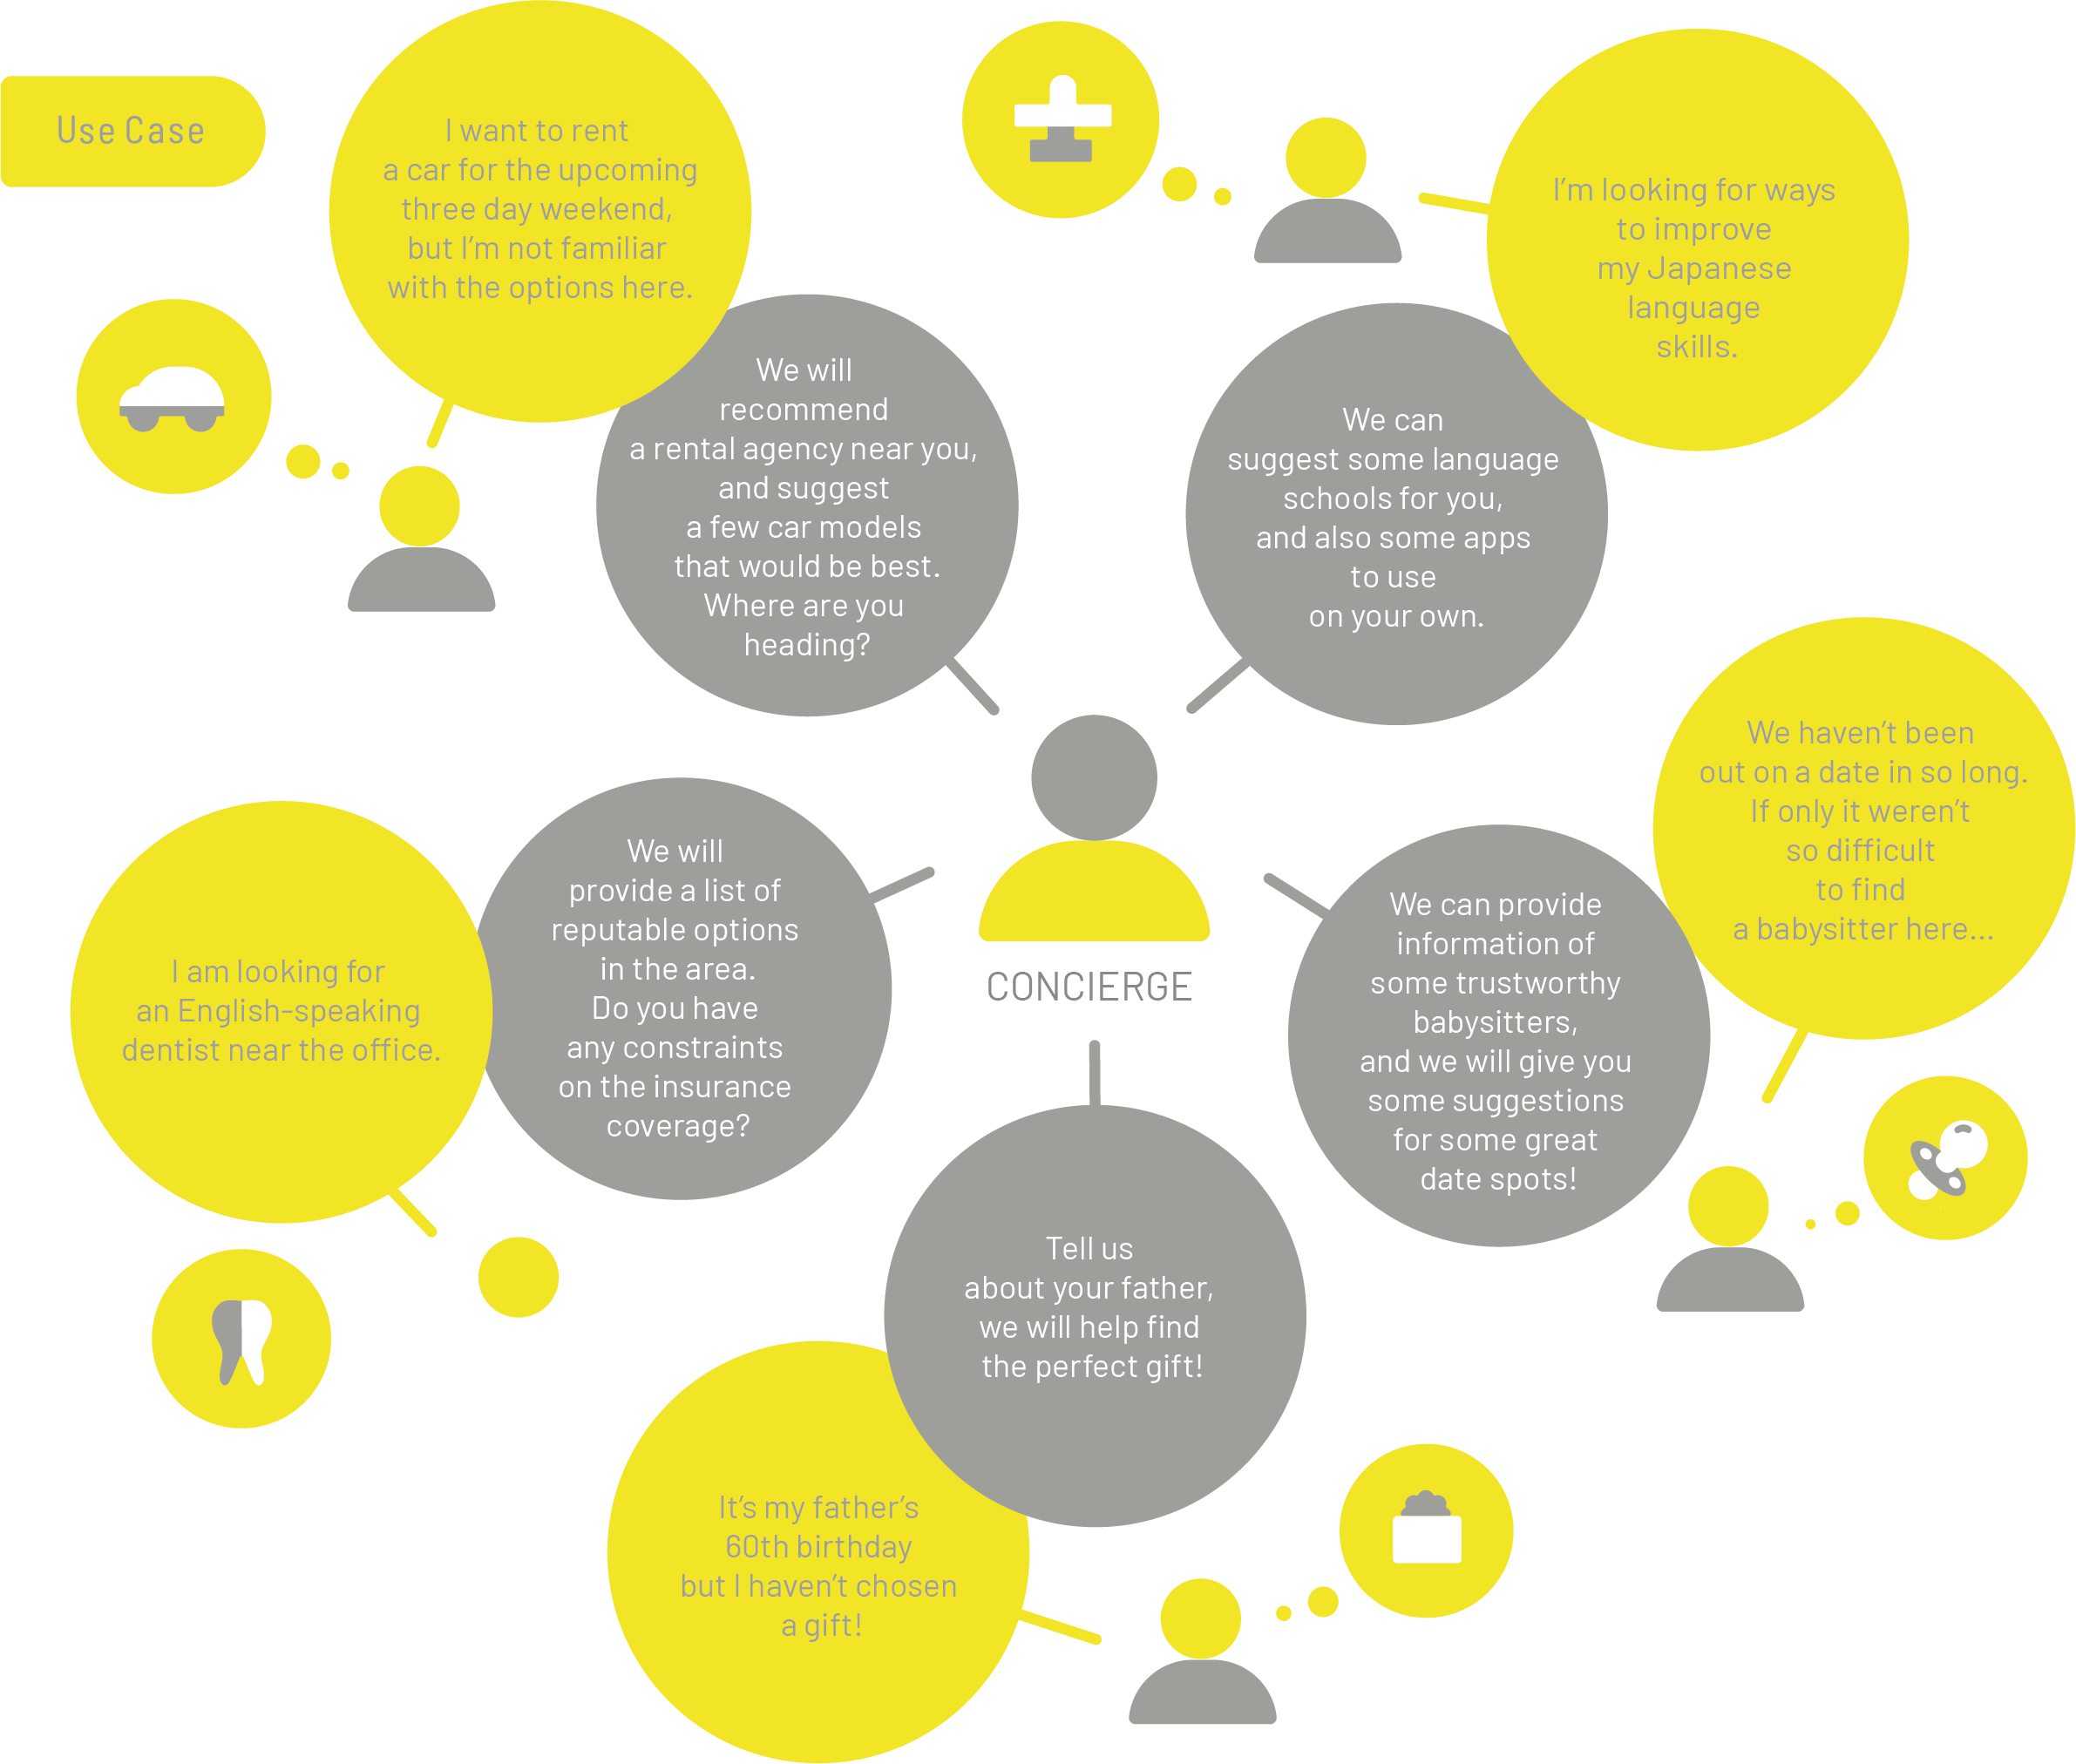 Use Case
I want to rent
a car for the upcoming
three day weekend,
but I'm not familiar
with the options here.
We will
recommend
a rental agency near you,
and suggest
a few car models
that would be best.
Where are you
heading?
I'm looking for ways
to improve
my Japanese
language
skills.
We can
suggest some language
schools for you,
and also some apps
to use
on your own.
We haven't been
out on a date in so long.
If only it weren't
so difficult
to find
a babysitter here...
We can provide
information of
some trustworthy
babysitters,
and we will give you
some suggestions
for some great
date spots!
I am looking for
an English-speaking
dentist near the office.
We will
provide a list of
reputable options
in the area.
Do you have
any constraints
on the insurance
coverage?
CONCIERGE
Tell us
about your father,
we will help find
the perfect gift!
It's my father's
60th birthday
but I haven't chosen
a gift!